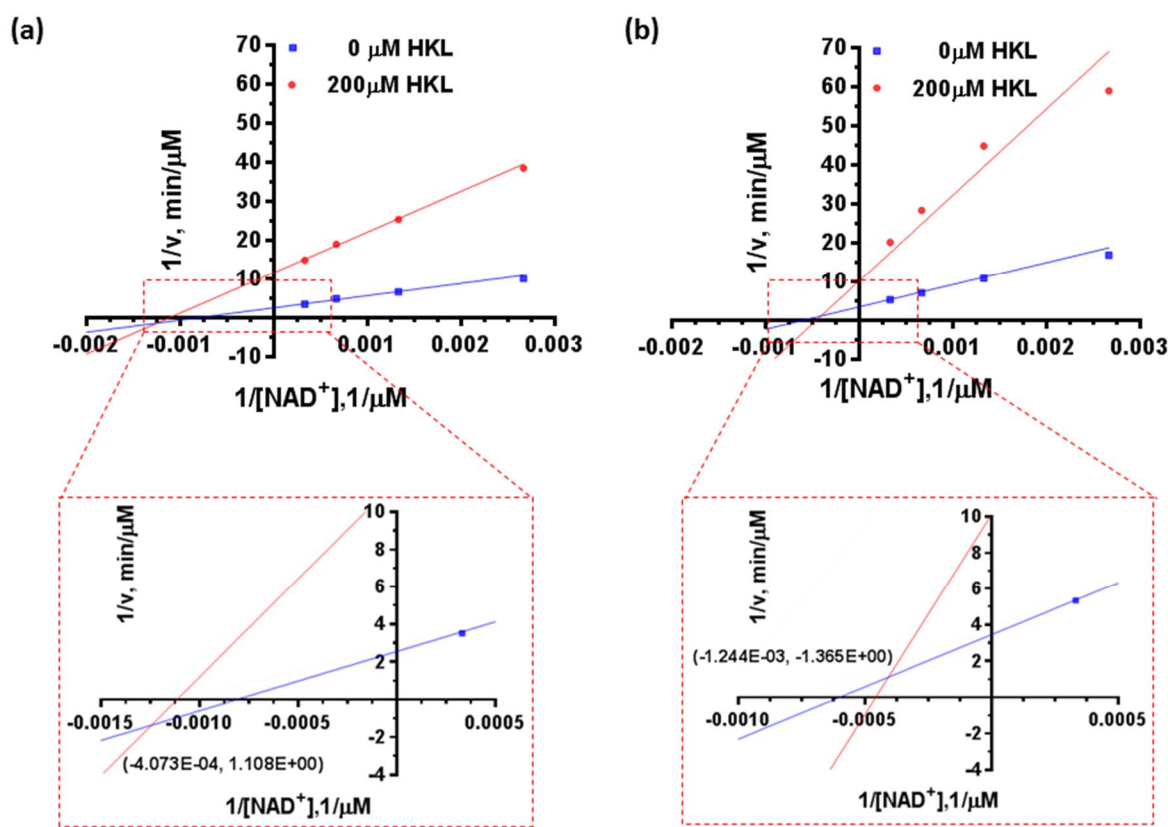 (a)
0 μM HKL
200μM HKL
1/v, min/μM
70
60
50
40
30
20
10
-10
-0.002
-0.001
0.001
0.002
0.003
1/[NAD+],1/μM
1/v, min/μM
10
8
6
4
2
-2
-4
-0.0015
-0.0010
-0.0005
0.0005
(-4.073E-04, 1.108E+00)
1/[NAD+],1/μM
(b)
0μM HKL
200μM HKL
1/v, min/μM
70
60
50
40
30
20
10
-10
-0.002
-0.001
0.001
0.002
0.003
1/[NAD+],1/μM
1/v, min/μM
10
8
6
4
2
-2
-4
(-1.244E-03, -1.365E+00)
-0.0010
-0.0005
0.0005
1/[NAD+],1/μM